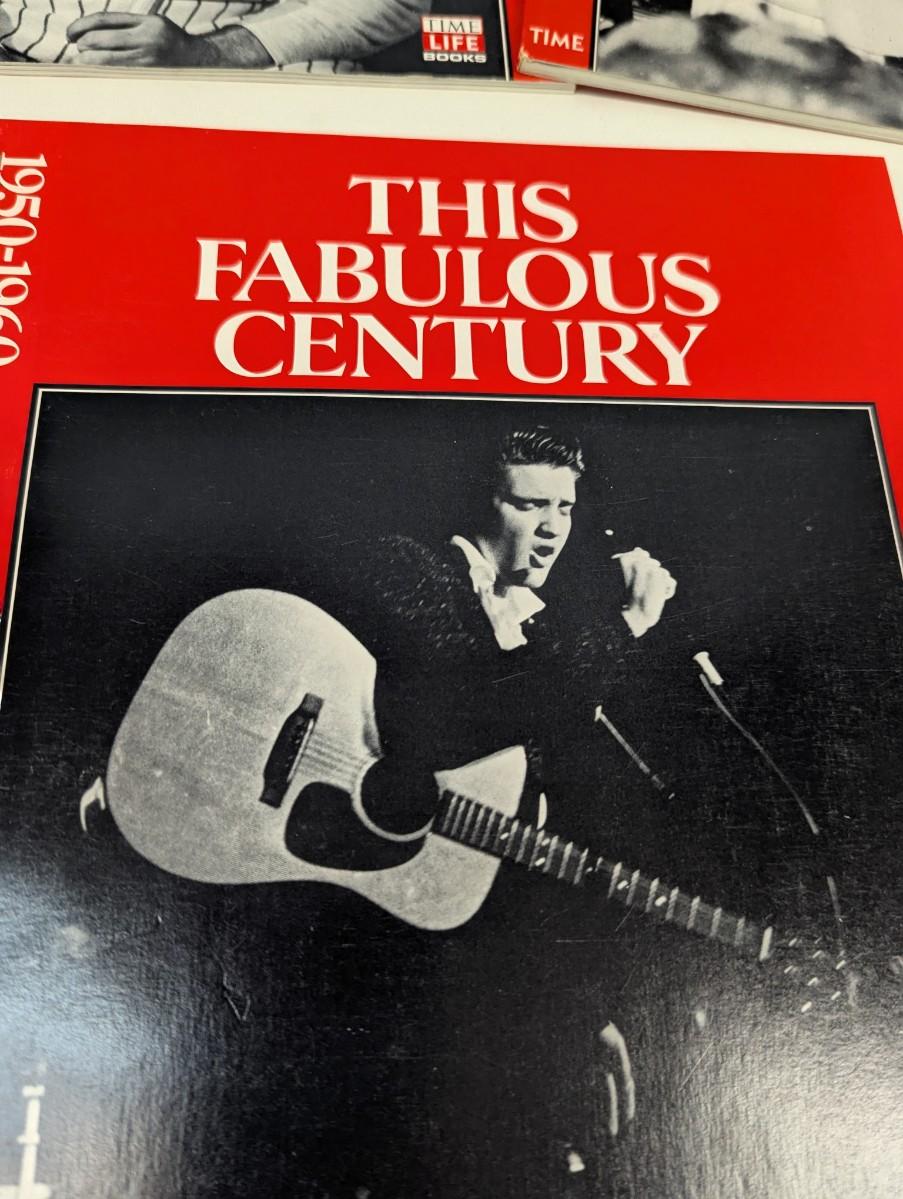 TIME
LIFE
BOOKS
TIME
1950-1960
THIS
FABULOUS
CENTURY